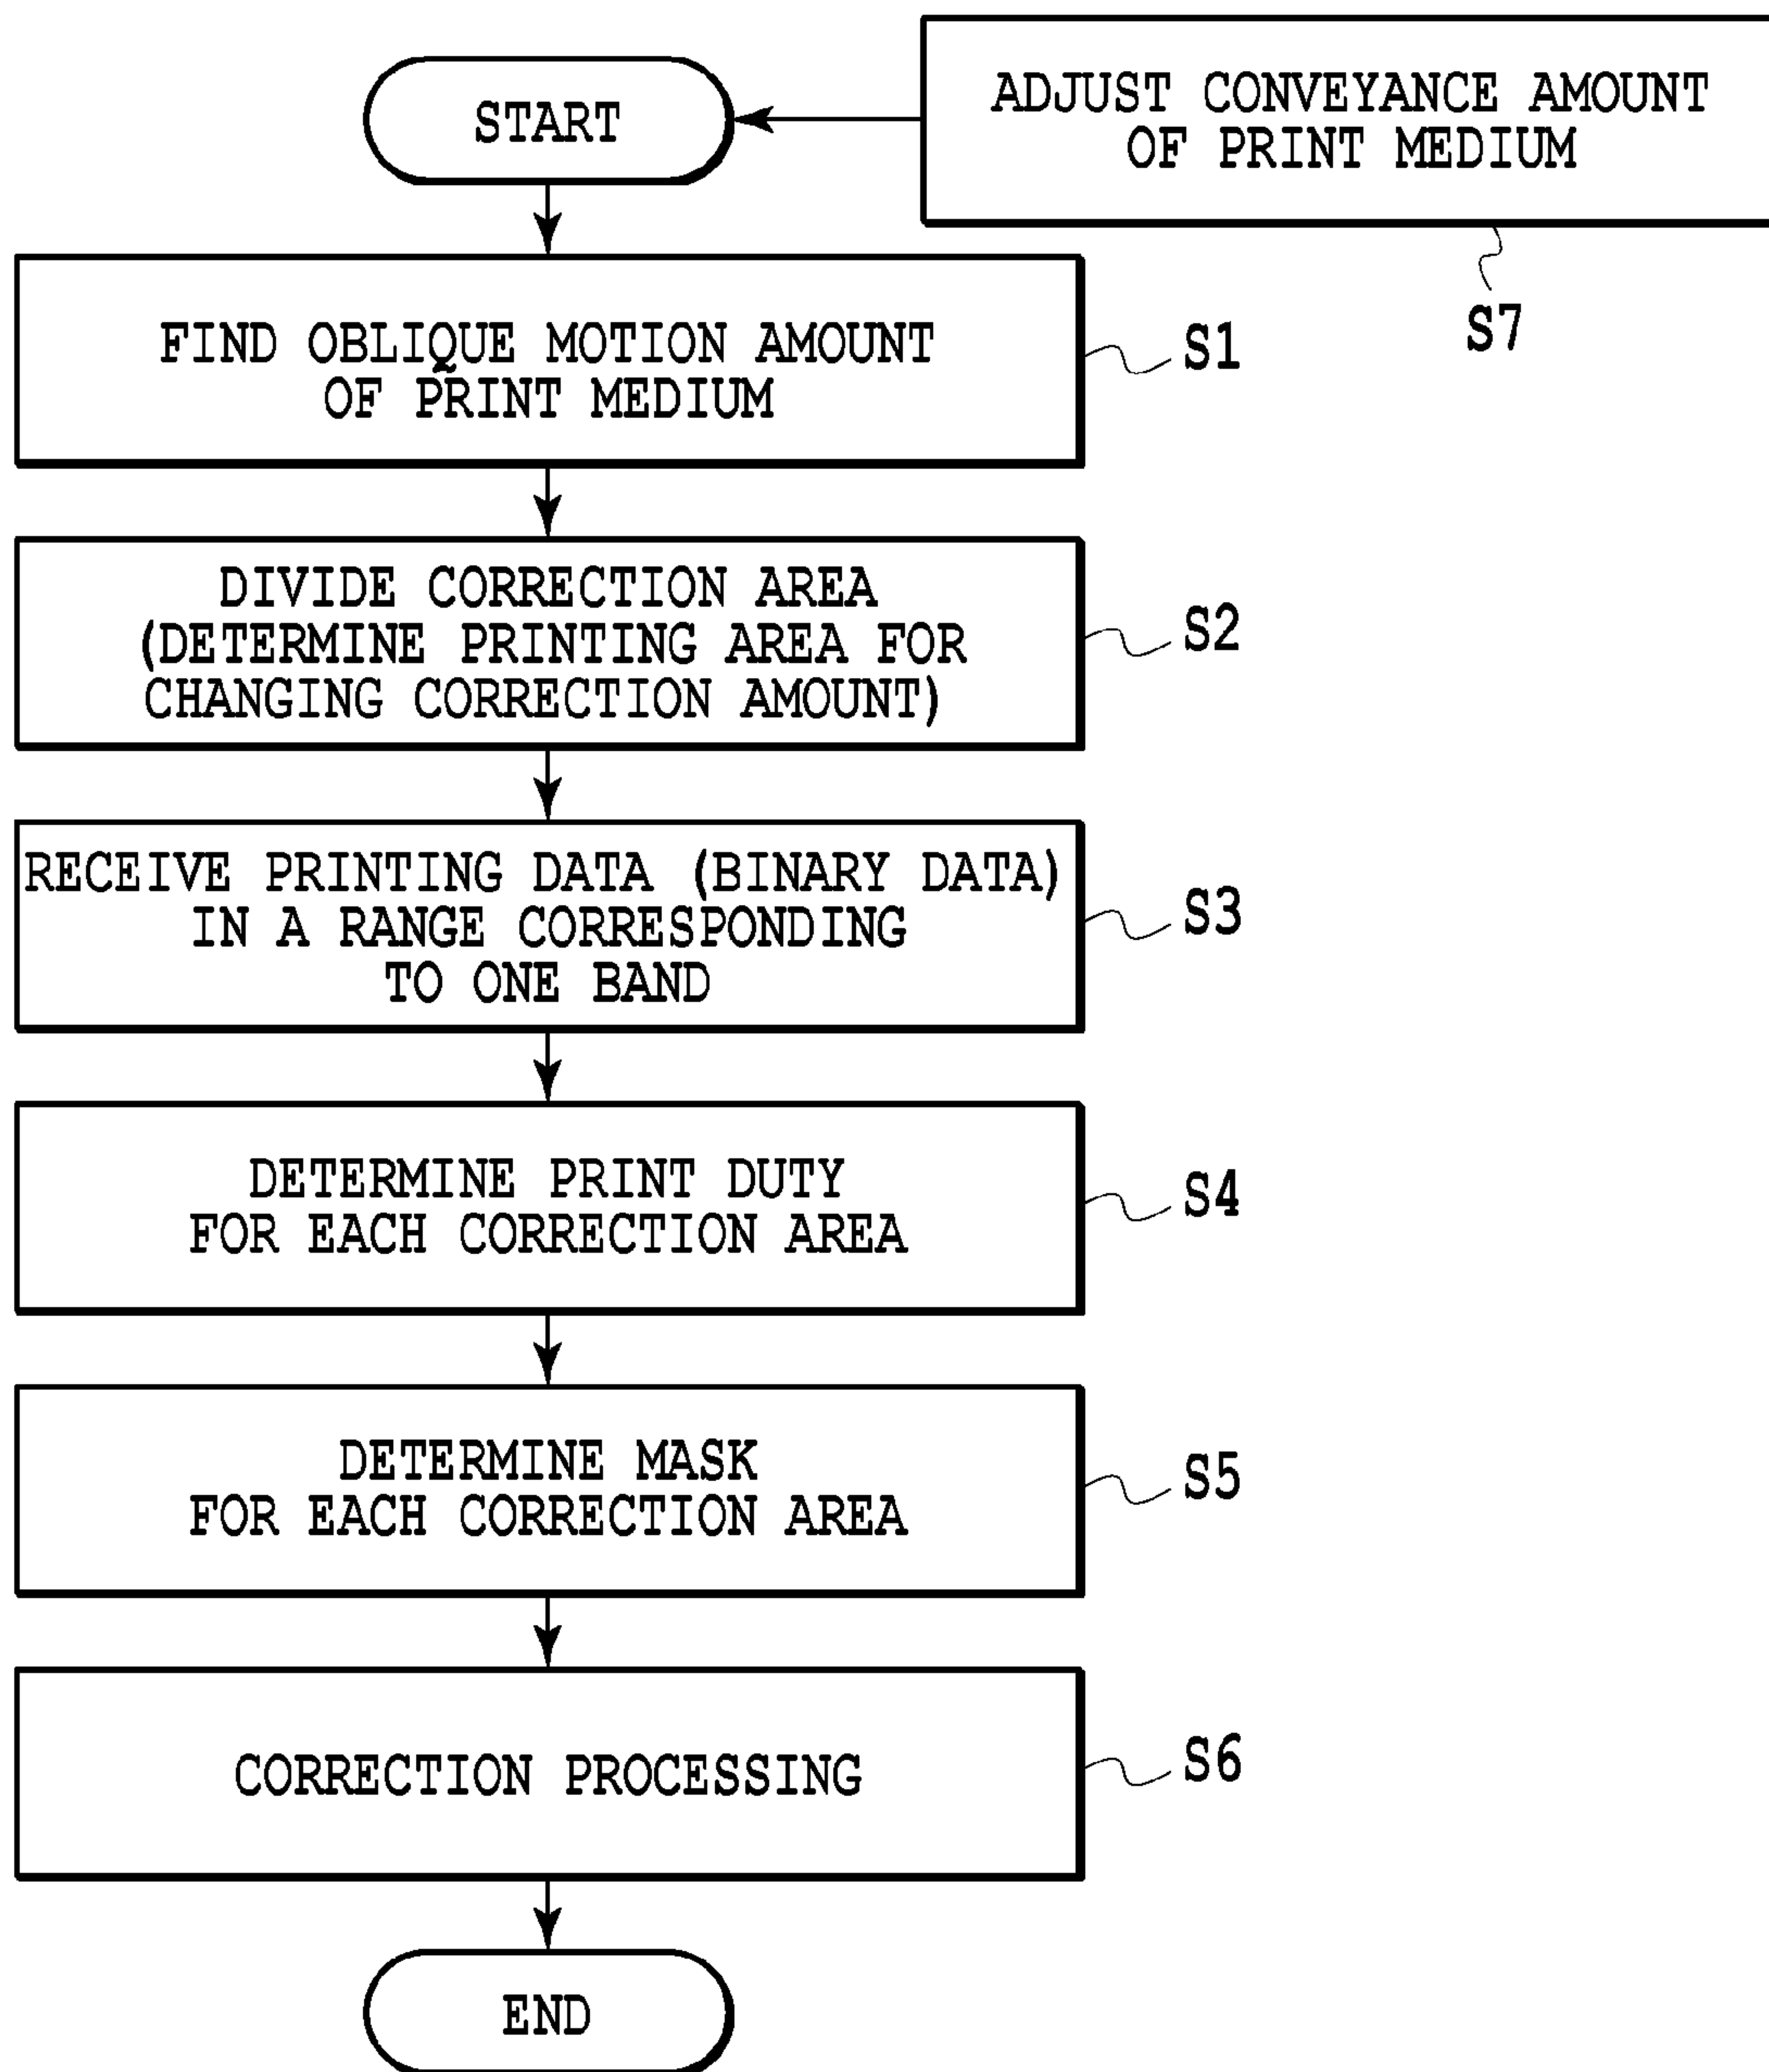 START
ADJUST CONVEYANCE AMOUNT
OF PRINT MEDIUM
S7
FIND OBLIQUE MOTION AMOUNT
OF PRINT MEDIUM
S1
DIVIDE CORRECTION AREA
(DETERMINE PRINTING AREA FOR
CHANGING CORRECTION AMOUNT)
S2
RECEIVE PRINTING DATA (BINARY DATA)
IN A RANGE CORRESPONDING
TO ONE BAND
S3
DETERMINE PRINT DUTY
FOR EACH CORRECTION AREA
S4
DETERMINE MASK
FOR EACH CORRECTION AREA
S5
CORRECTION PROCESSING
S6
END